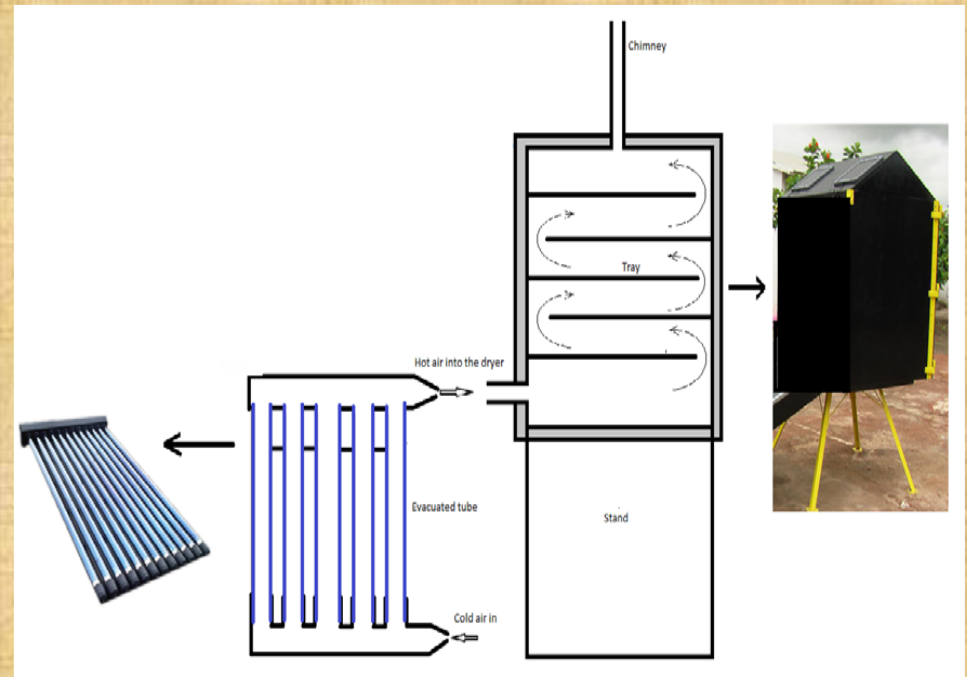 Chimney
Tray
Hot air into the dryer
Evacuated tube
Stand
Cold air in